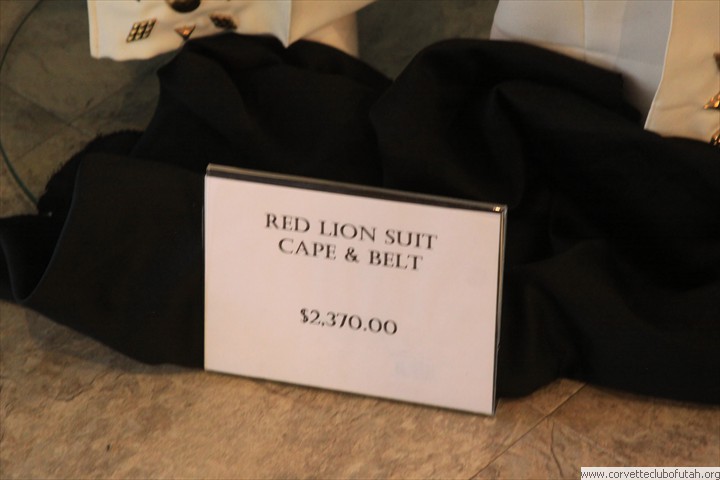 RED LION SUIT
CAPE & BELT
$2,370.00
www.corvetteclubofutah.org